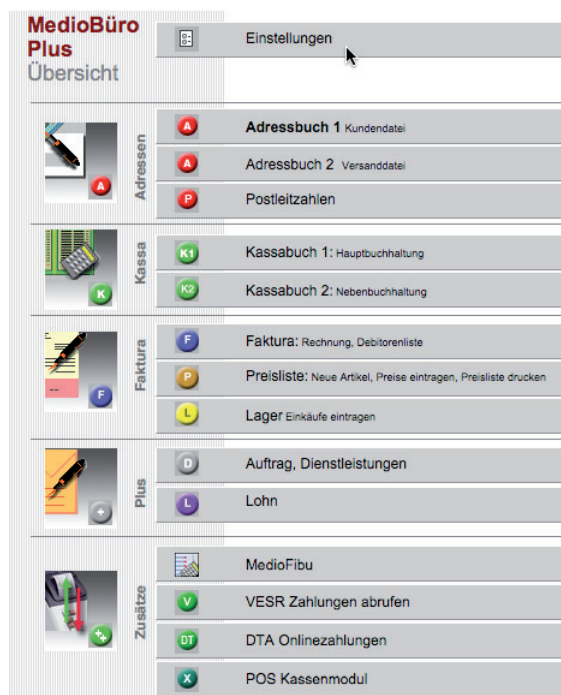 MedioBüro
Plus
Übersicht
Einstellungen
Adressen
A
A Adressbuch 1 Kundendatei
A Adressbuch 2 Versanddatei
P Postleitzahlen
Kassa
K
K1 Kassabuch 1: Hauptbuchhaltung
K2 Kassabuch 2: Nebenbuchhaltung
Faktura
F
F Faktura: Rechnung, Debitorenliste
P Preisliste: Neue Artikel, Preise eintragen, Preisliste drucken
L Lager Einkäufe eintragen
Plus
+
D Auftrag, Dienstleistungen
L Lohn
Zusätze
MedioFibu
V VESR Zahlungen abrufen
DT DTA Onlinezahlungen
X POS Kassenmodul